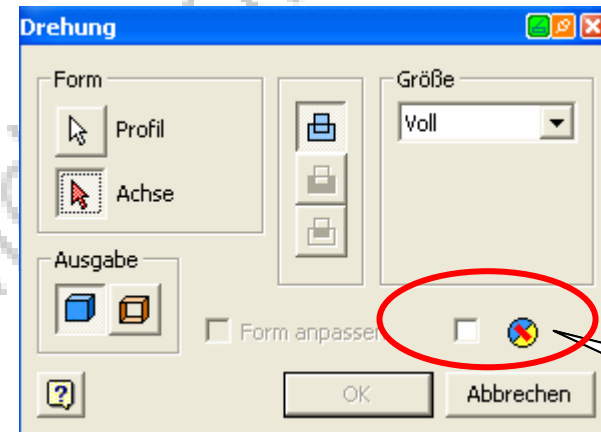 Drehung
Form
Profil
Achse
Größe
Voll
Ausgabe
Form anpassen
?
OK
Abbrechen